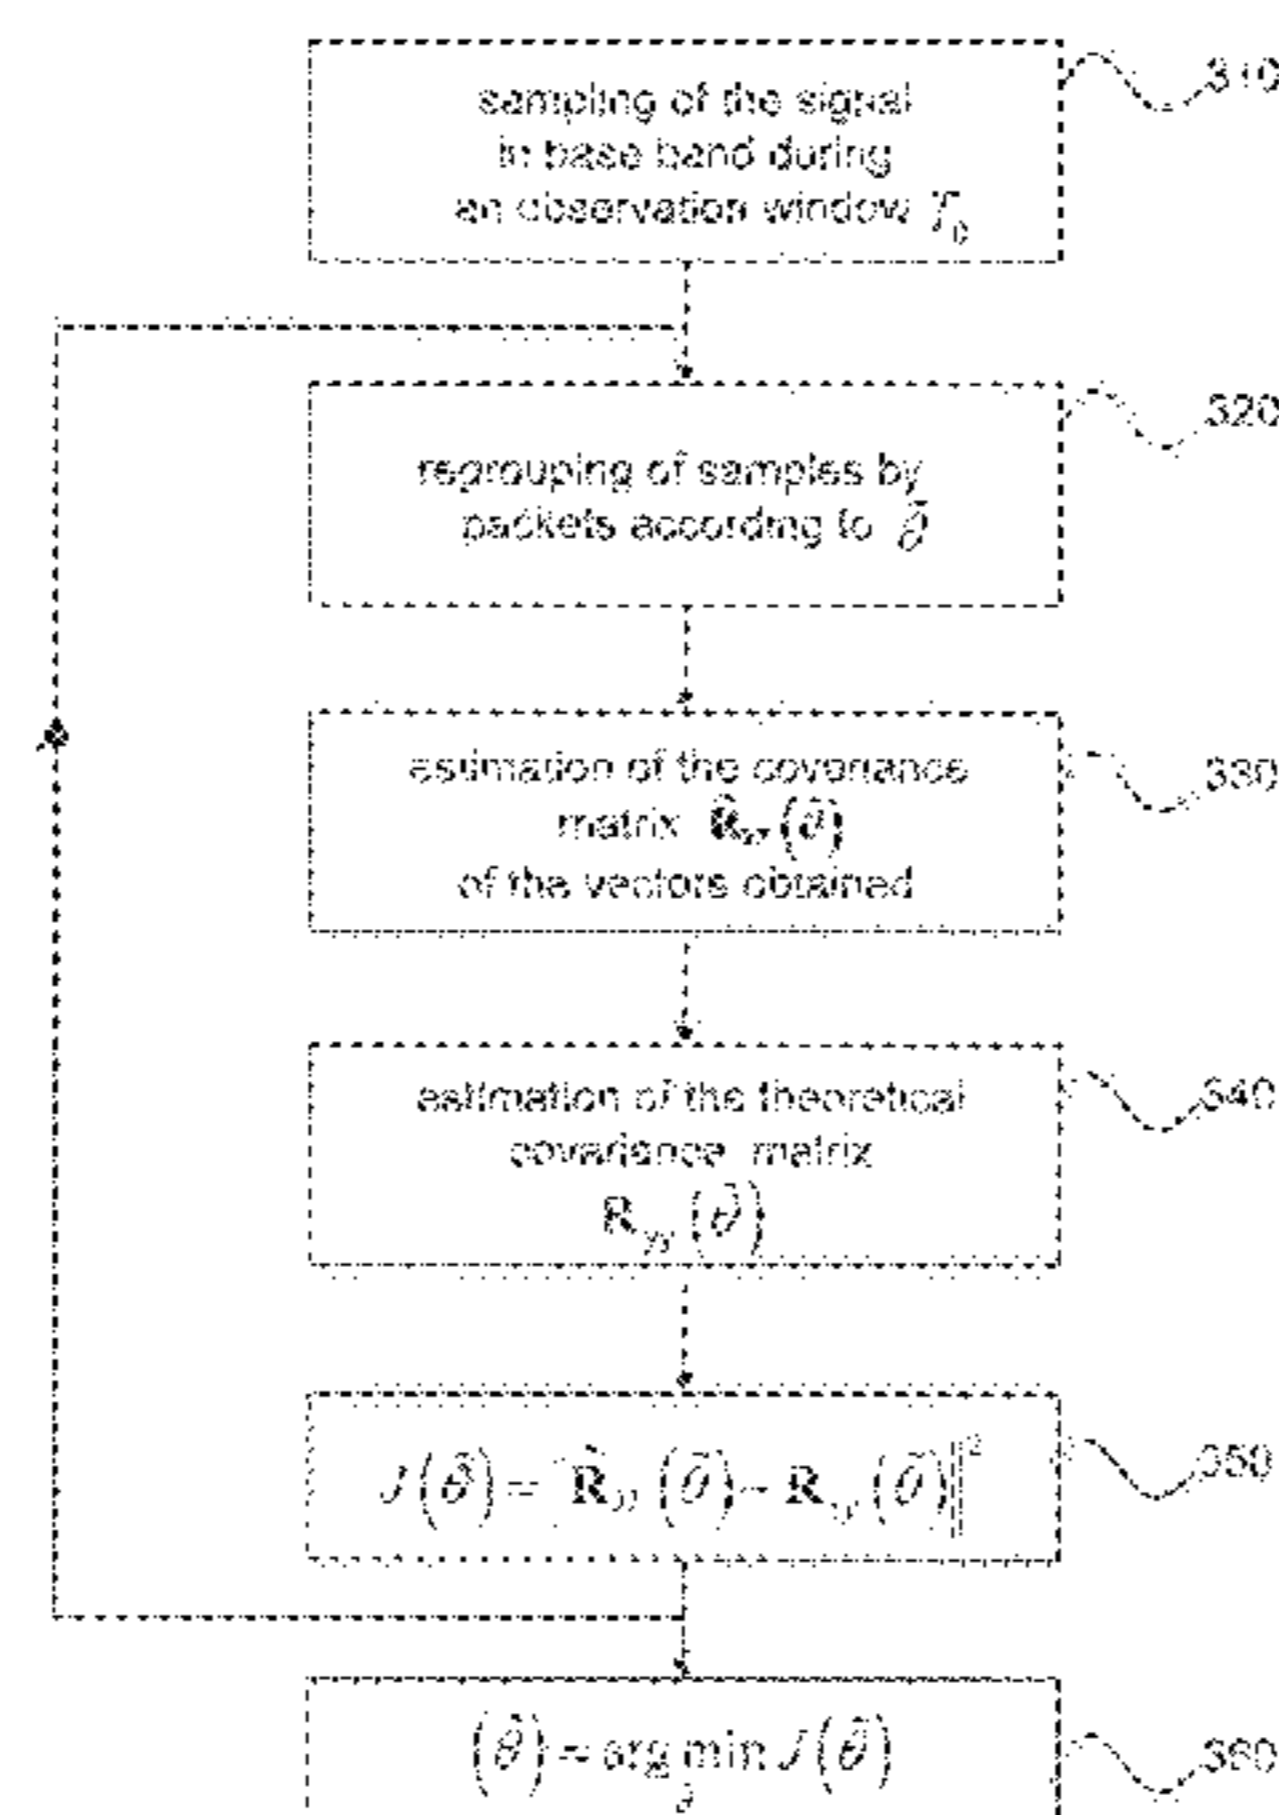 sampling of the signal
in base band during
an observation window T₀
310
regrouping of samples by
packets according to θ̃
320
estimation of the covariance
matrix R̂yy(θ̃)
of the vectors obtained
330
estimation of the theoretical
covariance matrix
Ryy(θ̃)
340
J(θ̃) = ‖R̂yy(θ̃) - Ryy(θ̃)‖²
350
(θ̂) = arg min J(θ̃)
θ̃
360